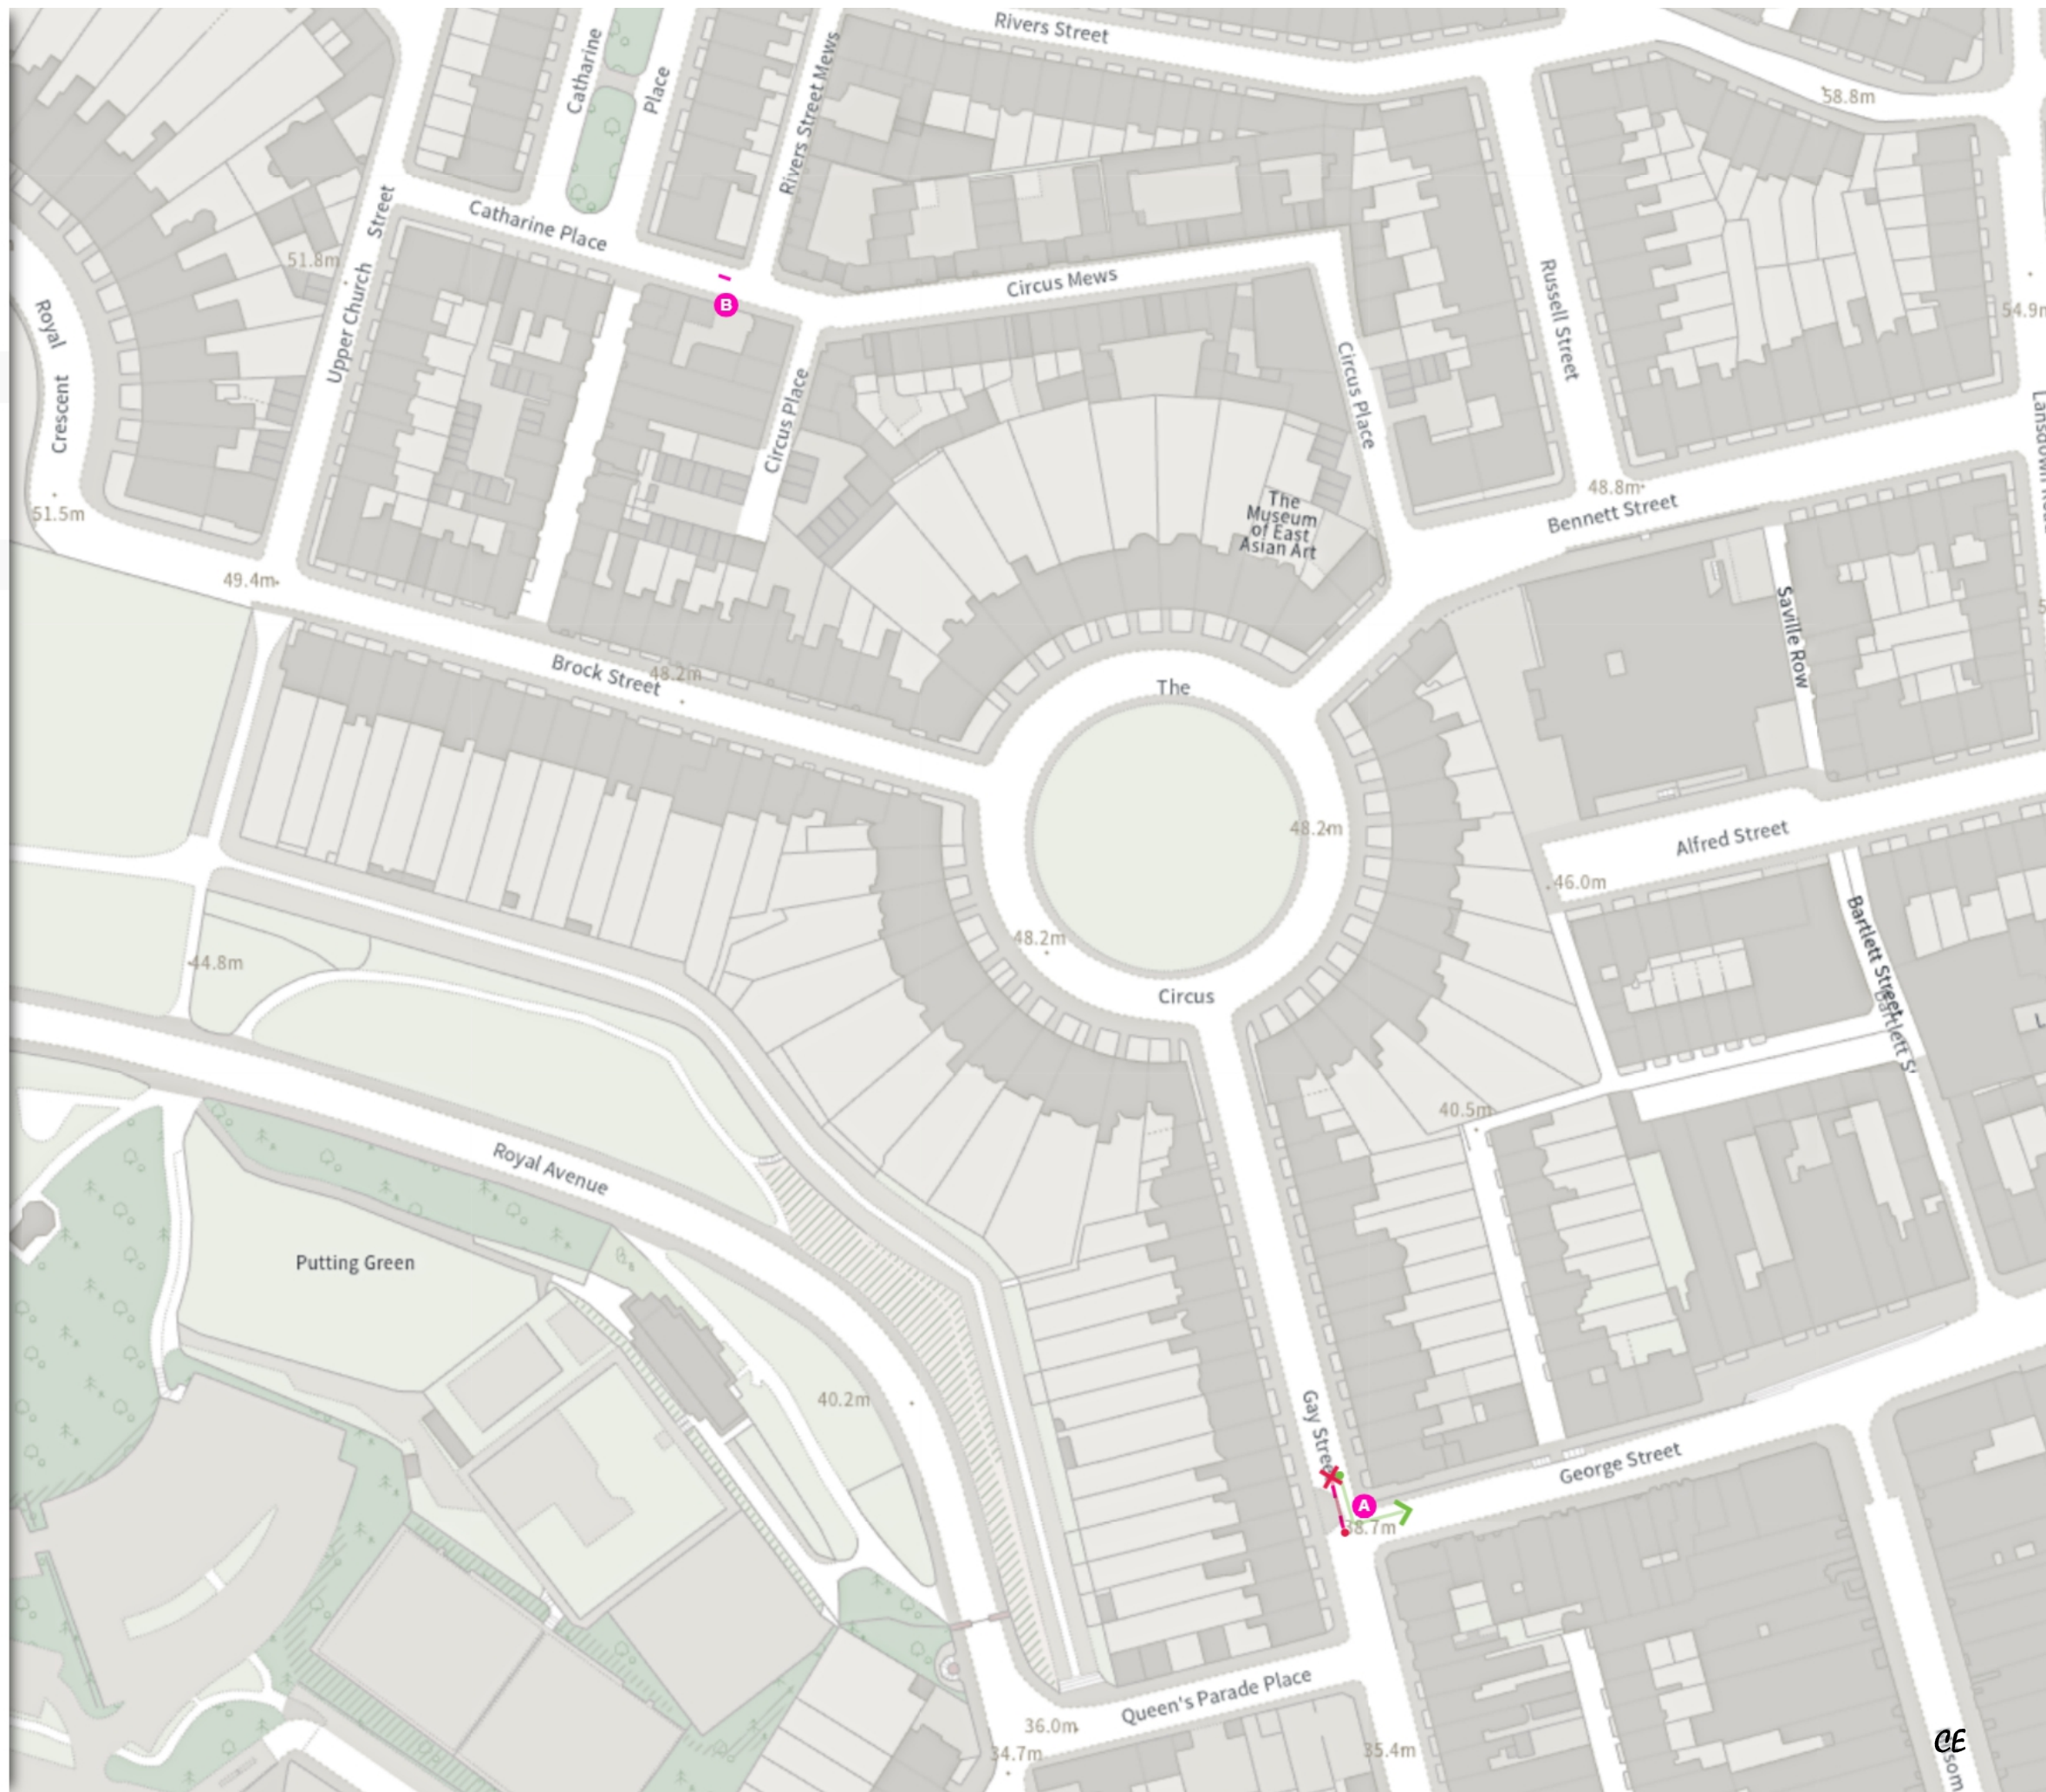 Rivers Street
Catharine
Place
Rivers Street Mews
58.8m
Catharine Place
Upper Church Street
51.8m
B
Circus Mews
Royal
Crescent
Circus Place
Circus Place
Russell Street
54.9m
51.5m
The
Museum
of East
Asian Art
48.8m
Bennett Street
49.4m
Saville Row
Brock Street
48.2m
The
48.2m
Alfred Street
46.0m
Bartlett Street
48.2m
44.8m
Circus
40.5m
Royal Avenue
Putting Green
40.2m
Gay Street
George Street
A
38.7m
Queen's Parade Place
36.0m
34.7m
35.4m
CE